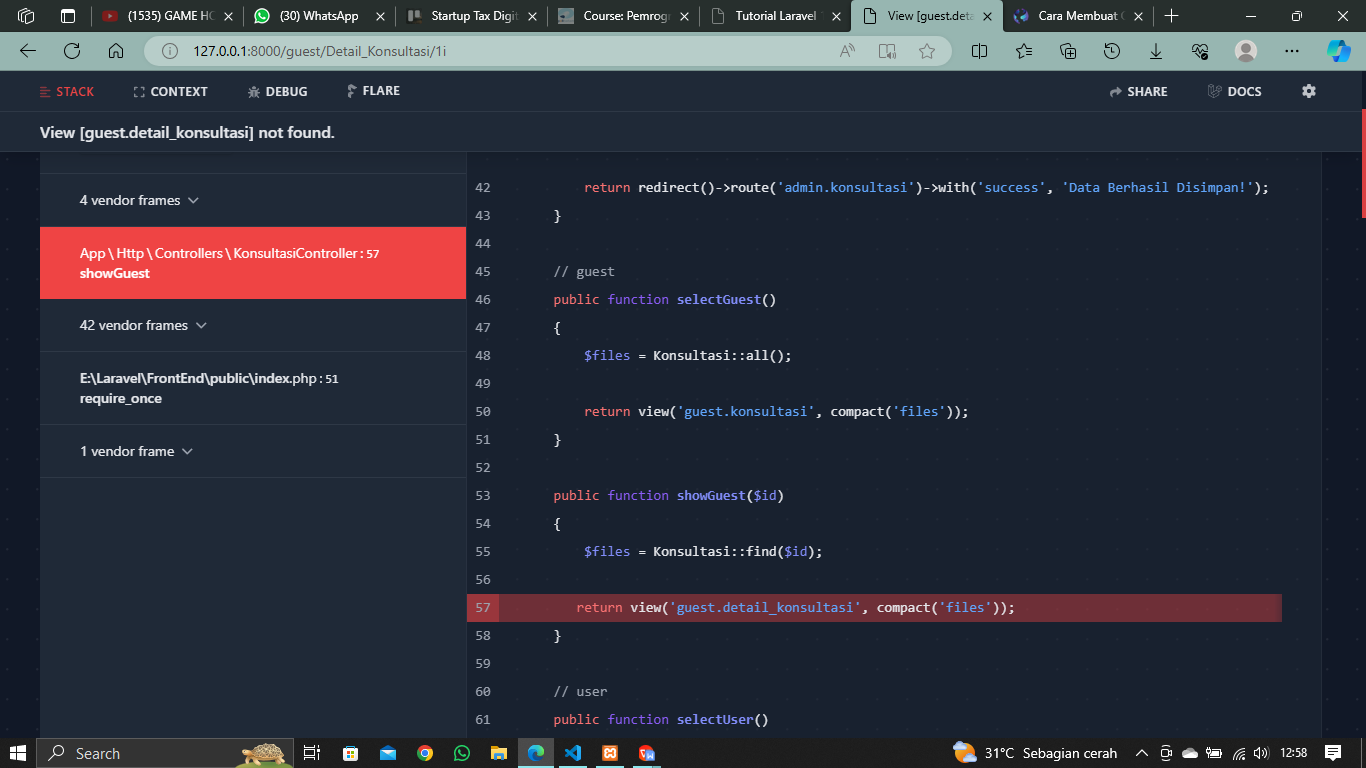 (1535) GAME HO
(30) WhatsApp
Startup Tax Digit
Course: Pemrogr
Tutorial Laravel
View [guest.deta
Cara Membuat
127.0.0.1:8000/guest/Detail_Konsultasi/1i
STACK
CONTEXT
DEBUG
FLARE
SHARE
DOCS
View [guest.detail_konsultasi] not found.
4 vendor frames
App \ Http \ Controllers \ KonsultasiController : 57
showGuest
42 vendor frames
E:\Laravel\FrontEnd\public\index.php : 51
require_once
1 vendor frame
42 return redirect()->route('admin.konsultasi')->with('success', 'Data Berhasil Disimpan!');
43 }
44
45 // guest
46 public function selectGuest()
47 {
48 $files = Konsultasi::all();
49
50 return view('guest.konsultasi', compact('files'));
51 }
52
53 public function showGuest($id)
54 {
55 $files = Konsultasi::find($id);
56
57 return view('guest.detail_konsultasi', compact('files'));
58 }
59
60 // user
61 public function selectUser()
Search
31°C Sebagian cerah
12:58